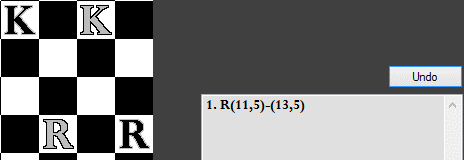 K K
Undo
1. R(11,5)-(13,5)
R R